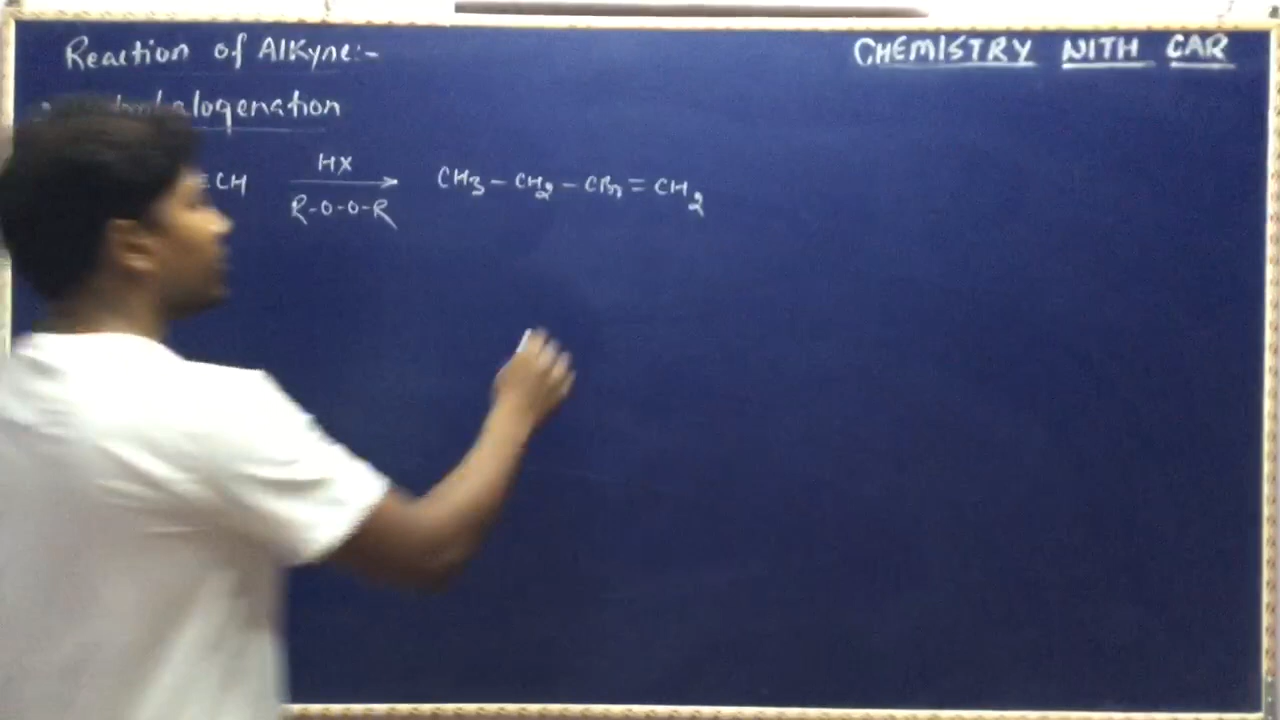 Reaction of Alkyne:-
CHEMISTRY WITH CAR
alogenation
≡CH HX R-O-O-R CH3-CH2-CBr=CH2